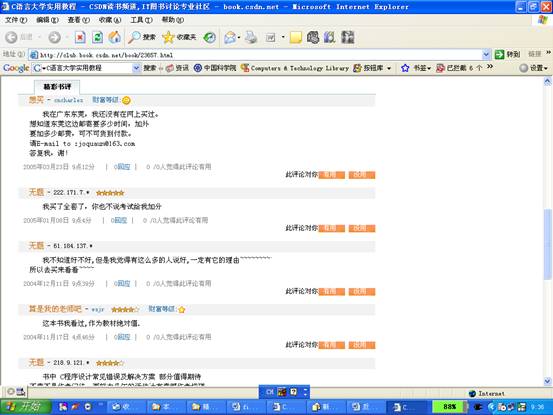 C语言大学实用教程 - CSDN读书频道,IT图书讨论专业社区 - book.csdn.net - Microsoft Internet Explorer
文件(F) 编辑(E) 查看(V) 收藏(A) 工具(T) 帮助(H)
后退 搜索 收藏夹
地址(D) http://club.book.csdn.net/book/23657.html 转到 链接
Google C语言大学实用教程 搜索 资讯 中国科学院 Computers & Technology Library 按钮库 书签 已拦截 6 个 设置
精彩书评
想买 - cncharles 财富等级:
我在广东东莞，我还没有在网上买过。
想知道东莞这边邮寄要多少时间，加外
要加多少邮费，可不可货到付款。
请E-mail to :joquauzn@163.com
答复我，谢!
2005年03月23日 9点12分 | 0回应 | 0 /0人觉得此评论有用
此评论对你 有用 没用
无题 - 222.171.7.*
我买了全套了，你也不说考试给我加分
2005年01月08日 9点4分 | 0回应 | 0 /0人觉得此评论有用
此评论对你 有用 没用
无题 - 61.184.137.*
我不知道好不好,但是我觉得有这么多的人说好,一定有它的理由~~~~~~~~
所以去买来看看~~~~
2004年12月11日 9点39分 | 0回应 | 0 /0人觉得此评论有用
此评论对你 有用 没用
算是我的老师吧 - wsjr 财富等级:
这本书我看过,作为教材绝对值.
2004年11月17日 4点46分 | 0回应 | 0 /0人觉得此评论有用
此评论对你 有用 没用
无题 - 218.9.121.*
书中 C程序设计常见错误及解决方案 部分值得期待
CH
Internet
开始 88% 9:38